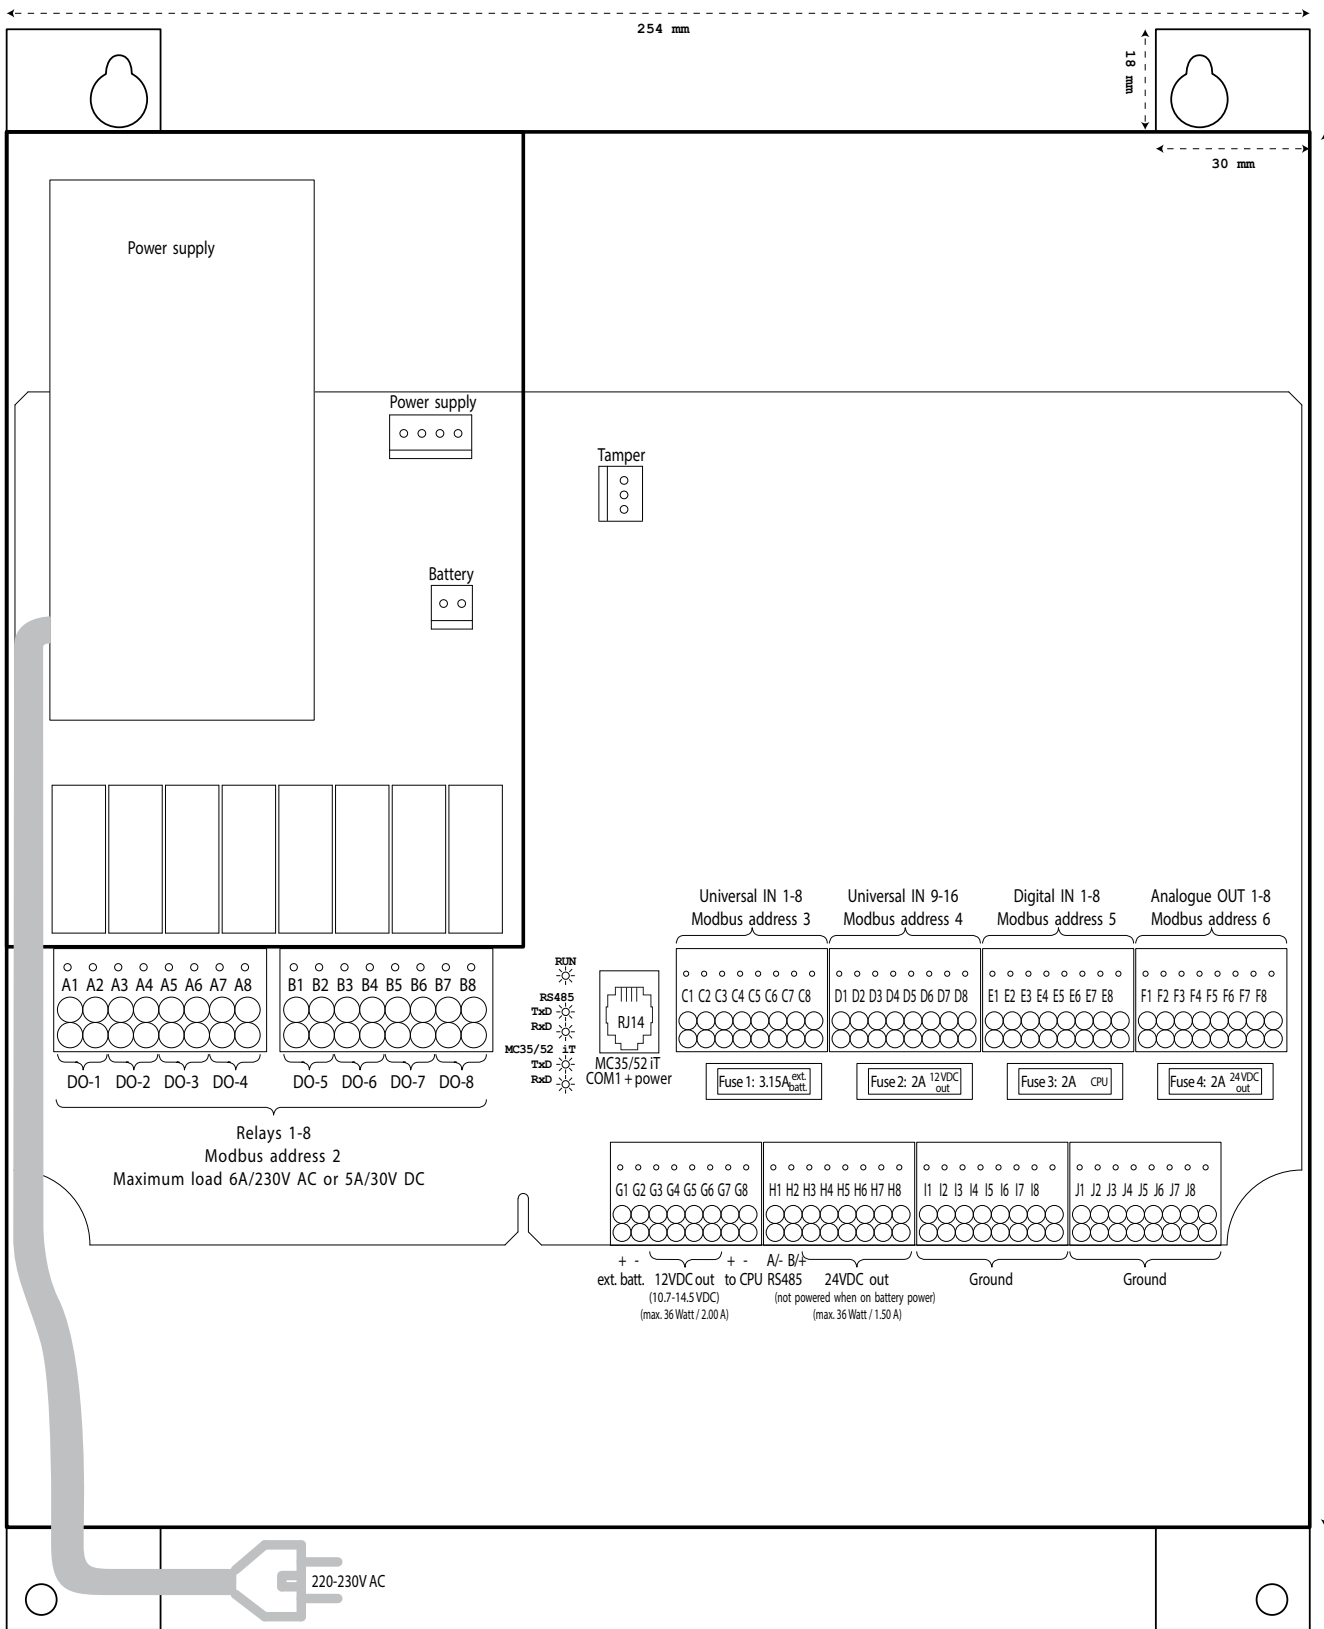 254 mm
18 mm
30 mm
Power supply
Power supply
Tamper
Battery
Universal IN 1-8
Modbus address 3
Universal IN 9-16
Modbus address 4
Digital IN 1-8
Modbus address 5
Analogue OUT 1-8
Modbus address 6
A1 A2 A3 A4 A5 A6 A7 A8
B1 B2 B3 B4 B5 B6 B7 B8
DO-1 DO-2 DO-3 DO-4
DO-5 DO-6 DO-7 DO-8
Relays 1-8
Modbus address 2
Maximum load 6A/230V AC or 5A/30V DC
RUN
RS485
TxD
RxD
MC35/52 iT
TxD
RxD
RJ14
MC35/52 iT
COM1 + power
C1 C2 C3 C4 C5 C6 C7 C8
D1 D2 D3 D4 D5 D6 D7 D8
E1 E2 E3 E4 E5 E6 E7 E8
F1 F2 F3 F4 F5 F6 F7 F8
Fuse 1: 3.15A ext. batt.
Fuse 2: 2A 12VDC out
Fuse 3: 2A CPU
Fuse 4: 2A 24VDC out
G1 G2 G3 G4 G5 G6 G7 G8
H1 H2 H3 H4 H5 H6 H7 H8
I1 I2 I3 I4 I5 I6 I7 I8
J1 J2 J3 J4 J5 J6 J7 J8
+ -
ext. batt.
12VDC out
(10.7-14.5 VDC)
(max. 36 Watt / 2.00 A)
+ -
to CPU
A/- B/+
RS485
24VDC out
(not powered when on battery power)
(max. 36 Watt / 1.50 A)
Ground
Ground
220-230V AC